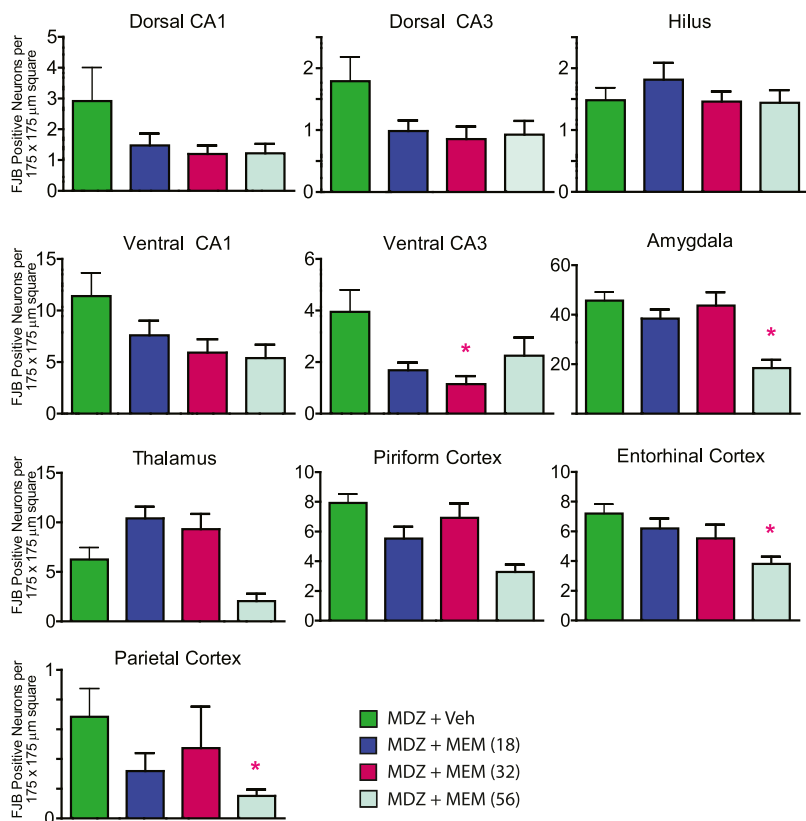 Dorsal CA1
Dorsal CA3
Hilus
FJB Positive Neurons per
175 x 175 µm square
5
4
3
2
1
0
2
1
0
2
1
0
Ventral CA1
Ventral CA3
Amygdala
FJB Positive Neurons per
175 x 175 µm square
15
10
5
0
6
4
2
0
*
60
40
20
*
Thalamus
Piriform Cortex
Entorhinal Cortex
FJB Positive Neurons per
175 x 175 µm square
15
10
5
0
8
6
4
2
0
8
6
4
2
0
*
Parietal Cortex
FJB Positive Neurons per
175 x 175 µm square
1
0
*
MDZ + Veh
MDZ + MEM (18)
MDZ + MEM (32)
MDZ + MEM (56)